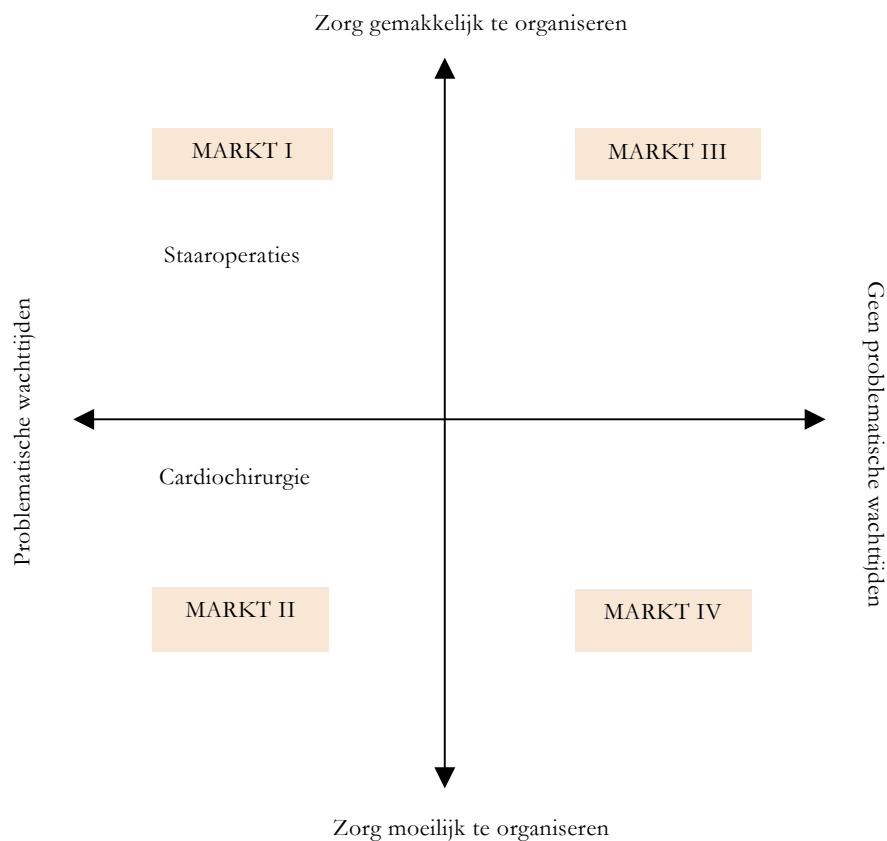 Zorg gemakkelijk te organiseren
MARKT I
MARKT III
Staaroperaties
Problematische wachttijden
Geen problematische
wachttijden
Cardiochirurgie
MARKT II
MARKT IV
Zorg moeilijk te organiseren